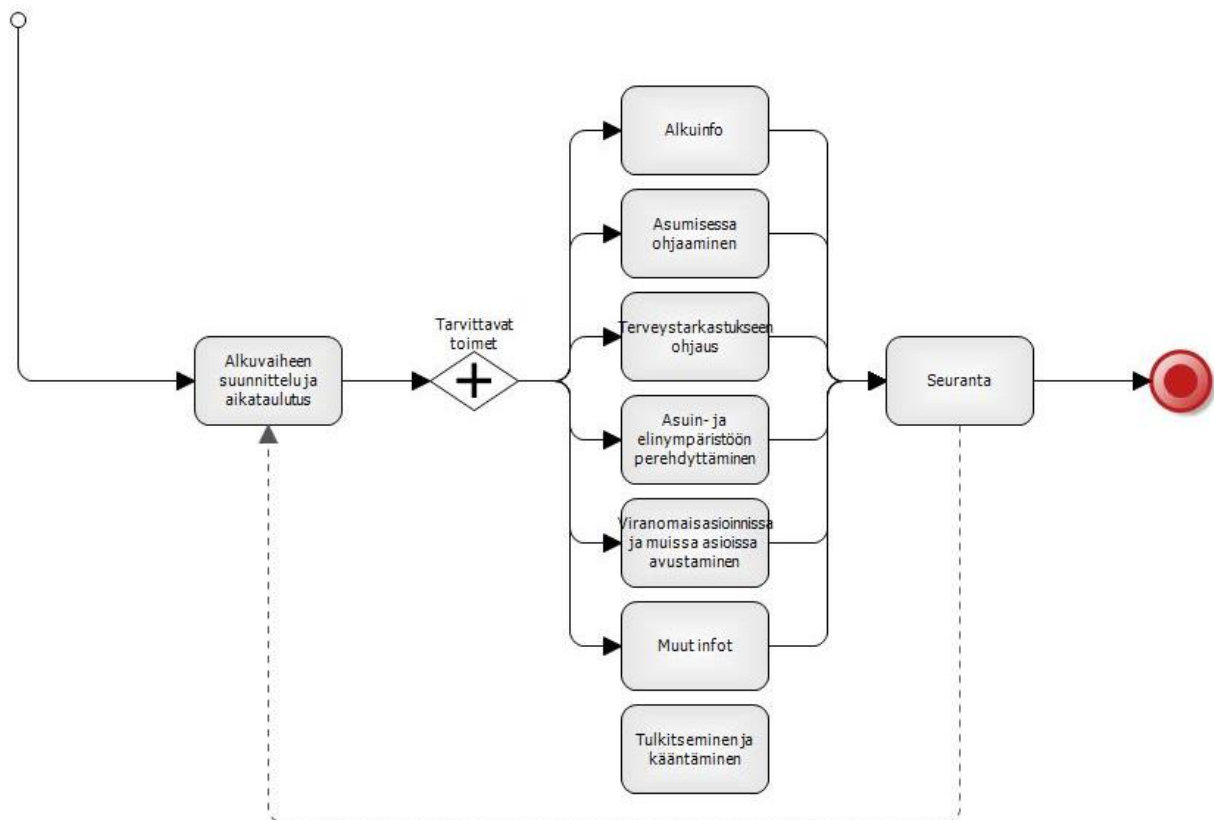 Alkuinfo
Asumisessa
ohjaaminen
Tarvittavat
toimet
Terveystarkastukseen
ohjaus
Alkuvaiheen
suunnittelu ja
aikataulutus
Seuranta
Asuin- ja
elinympäristöön
perehdyttäminen
Viranomaisasioinnissa
ja muissa asioissa
avustaminen
Muut infot
Tulkitseminen ja
kääntäminen